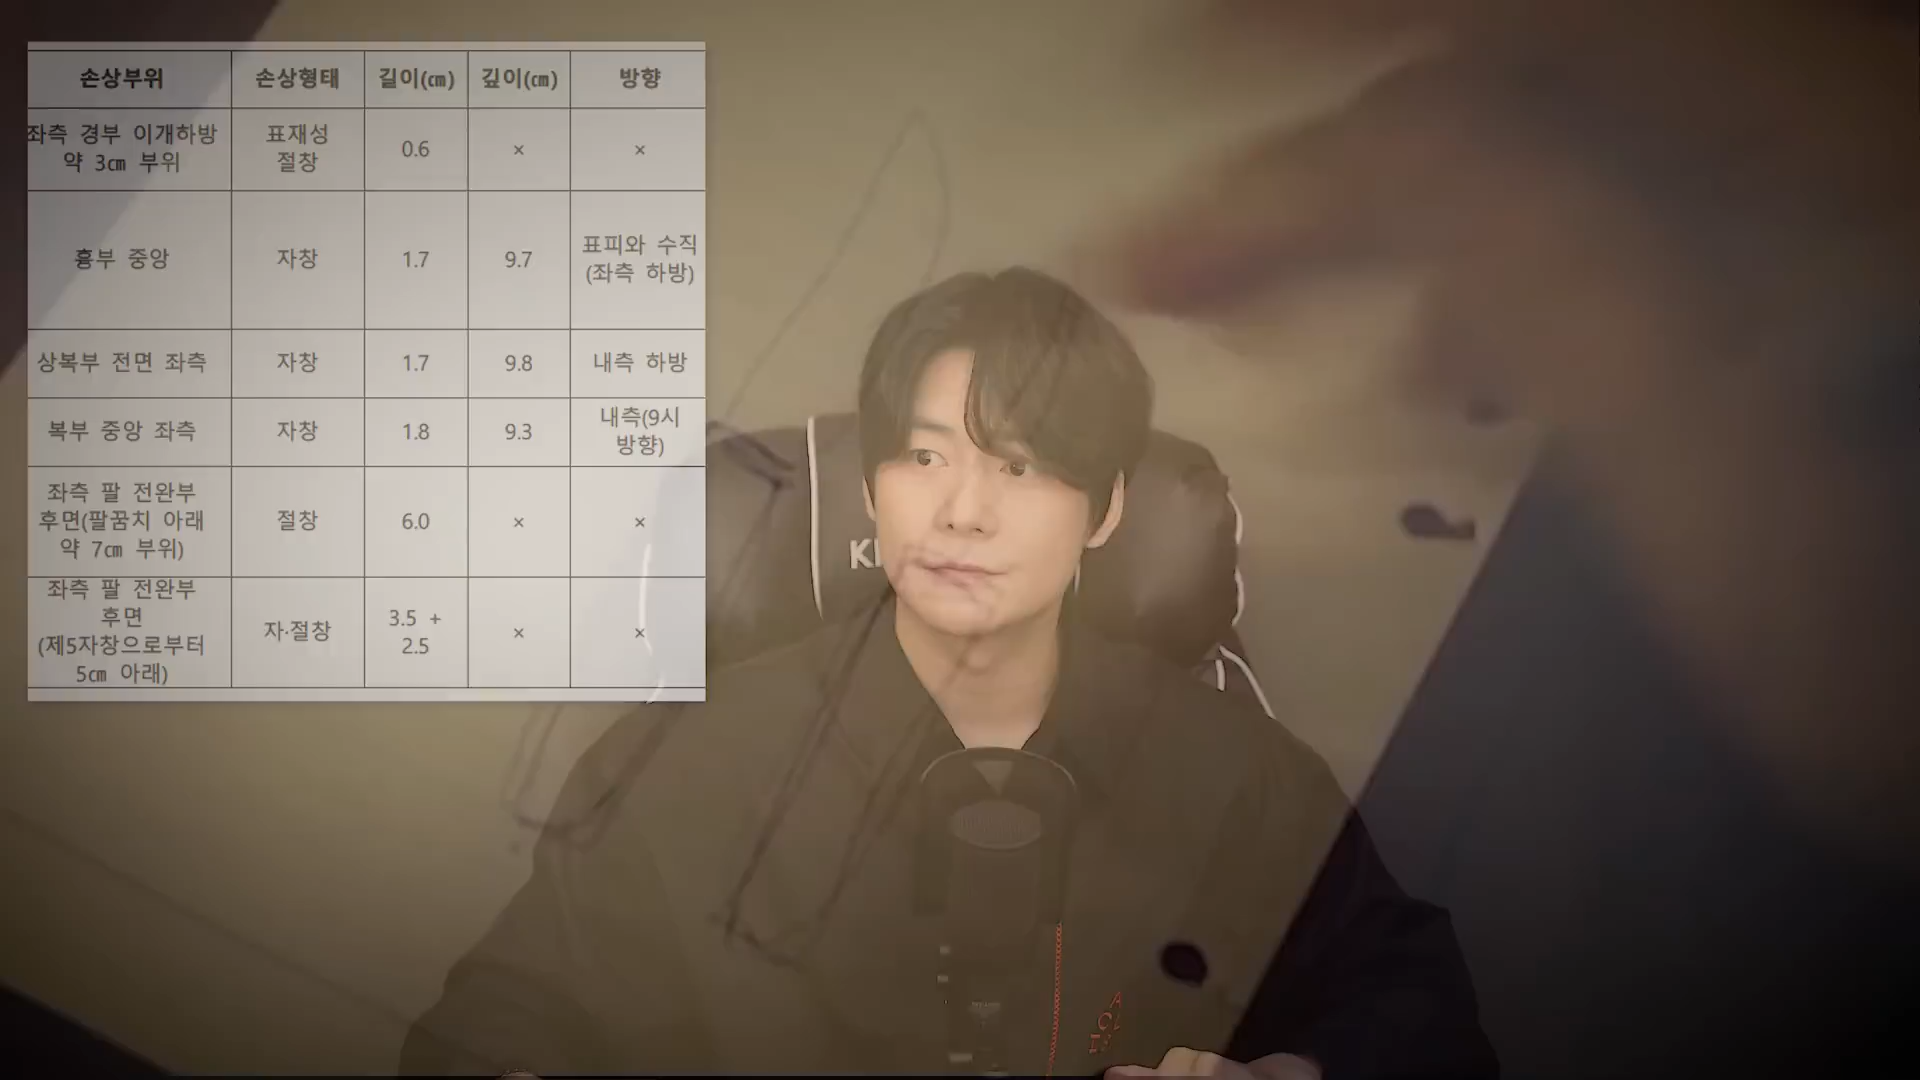 손상부위 손상형태 길이(㎝) 깊이(㎝) 방향
좌측 경부 이개하방
약 3㎝ 부위
표재성
절창
0.6 × ×
흉부 중앙 자창 1.7 9.7
표피와 수직
(좌측 하방)
상복부 전면 좌측 자창 1.7 9.8 내측 하방
복부 중앙 좌측 자창 1.8 9.3
내측(9시
방향)
좌측 팔 전완부
후면(팔꿈치 아래
약 7㎝ 부위)
절창 6.0 × ×
좌측 팔 전완부
후면
(제5자창으로부터
5㎝ 아래)
자·절창
3.5 +
2.5
× ×